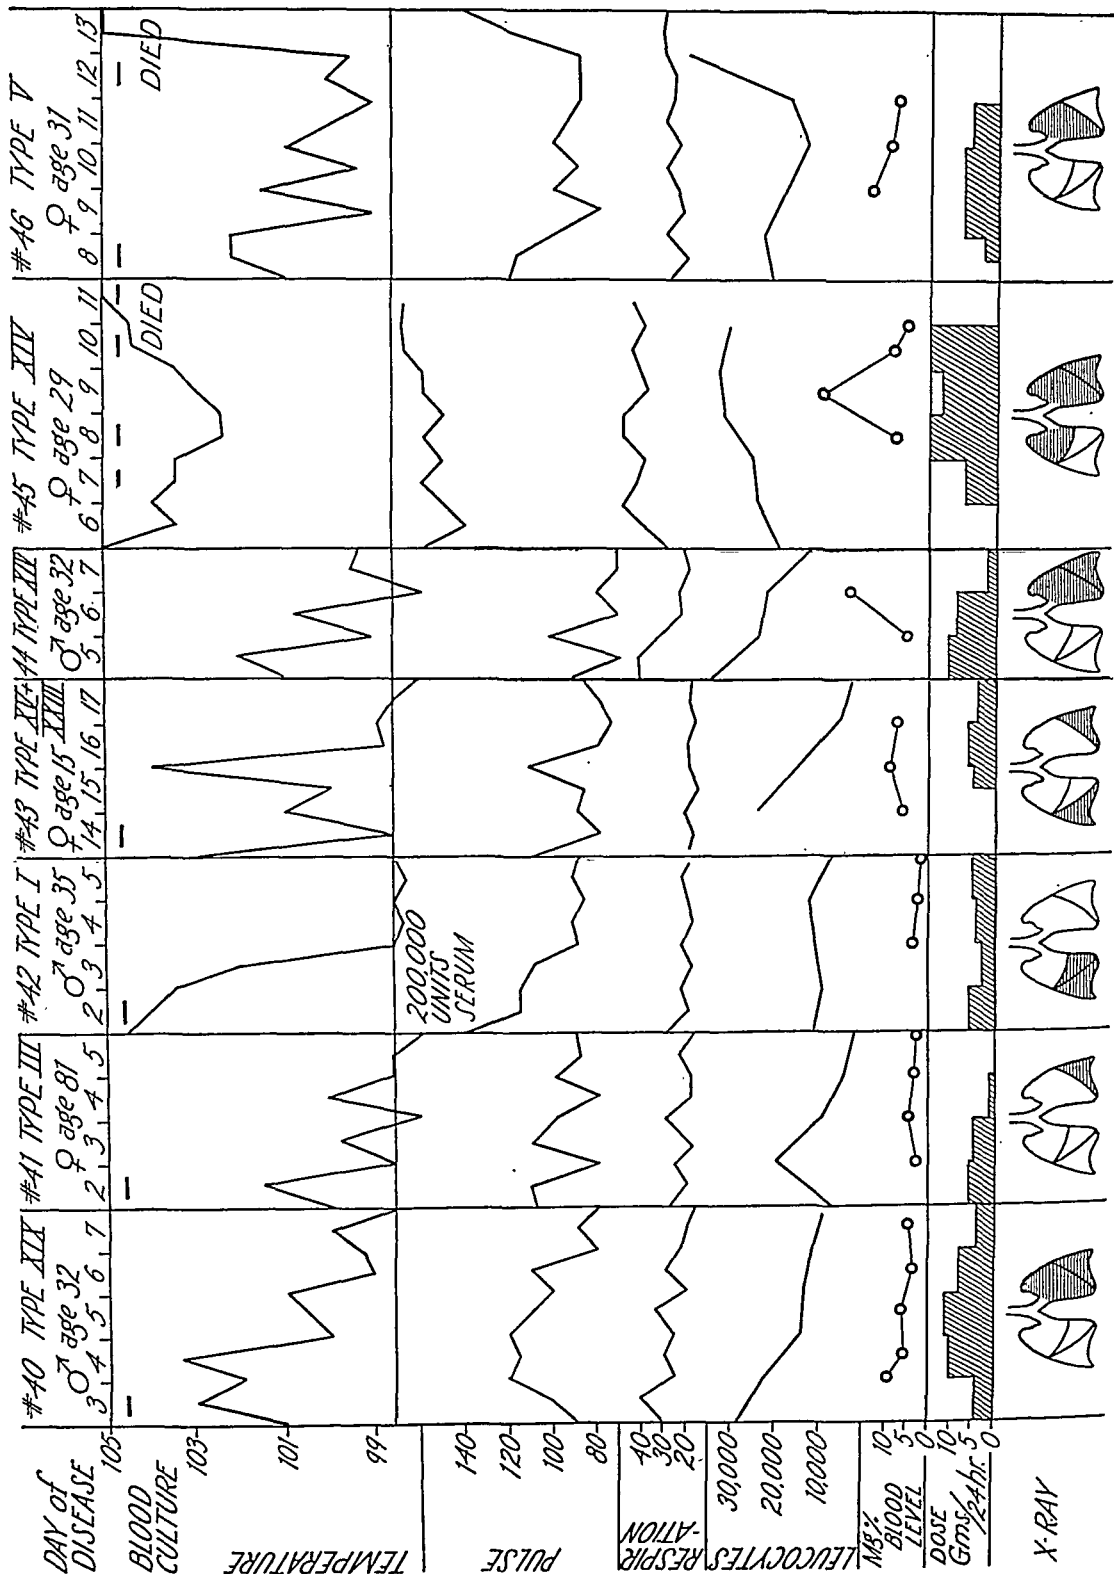 DAY of
DISEASE
BLOOD
CULTURE
TEMPERATURE
105
103
101
99
PULSE
140
120
100
80
RESPIR
-ATION
40
30
20
LEUCOCYTES
30,000
20,000
10,000
Mg%
BLOOD
LEVEL
10
5
0
DOSE
Gms/24hr.
10
5
0
X-RAY
#40 TYPE XIX
♂ age 32
3 4 5 6 7
#41 TYPE III
♀ age 81
2 3 4 5
#42 TYPE I
♂ age 35
2 3 4 5
200,000
UNITS
SERUM
#43 TYPE XV+
XXIII
♀ age 15
14 15 16 17
#44 TYPE XIV
♂ age 32
5 6 7
#45 TYPE XIV
♀ age 29
6 7 8 9 10 11
DIED
#46 TYPE V
♀ age 31
8 9 10 11 12 13
DIED